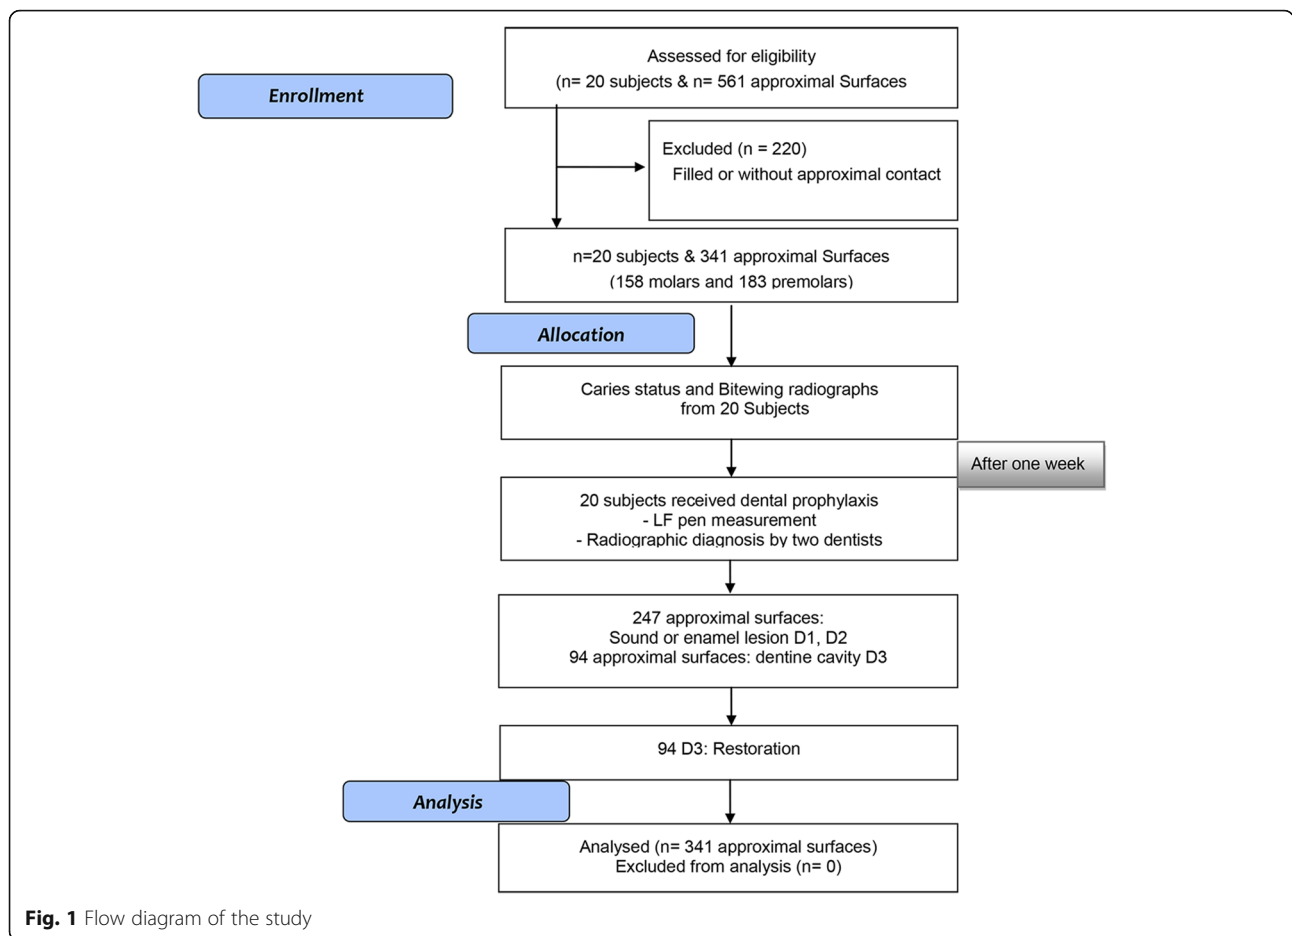 Assessed for eligibility
(n= 20 subjects & n= 561 approximal Surfaces
Enrollment
Excluded (n = 220)
Filled or without approximal contact
n=20 subjects & 341 approximal Surfaces
(158 molars and 183 premolars)
Allocation
Caries status and Bitewing radiographs
from 20 Subjects
After one week
20 subjects received dental prophylaxis
- LF pen measurement
- Radiographic diagnosis by two dentists
247 approximal surfaces:
Sound or enamel lesion D1, D2
94 approximal surfaces: dentine cavity D3
94 D3: Restoration
Analysis
Analysed (n= 341 approximal surfaces)
Excluded from analysis (n= 0)
Fig. 1 Flow diagram of the study